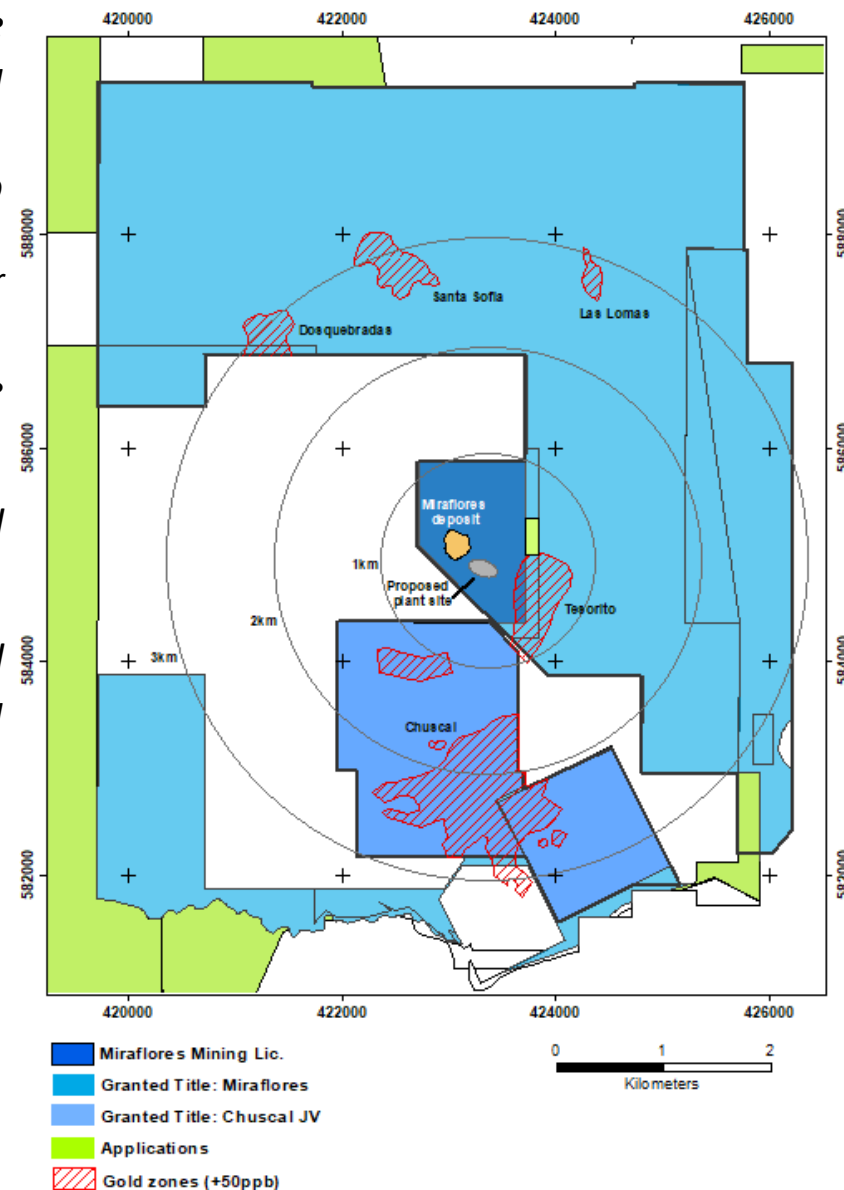 420000 422000 424000 426000
588000 588000
Santa Sofia
Las Lomas
Dosquebradas
586000 586000
Miraflores
deposit
1km
Proposed
plant site
Tesorito
2km
584000 584000
3km
Chuscal
582000 582000
420000 422000 424000 426000
Miraflores Mining Lic.
Granted Title: Miraflores
Granted Title: Chuscal JV
Applications
Gold zones (+50ppb)
0 1 2
Kilometers